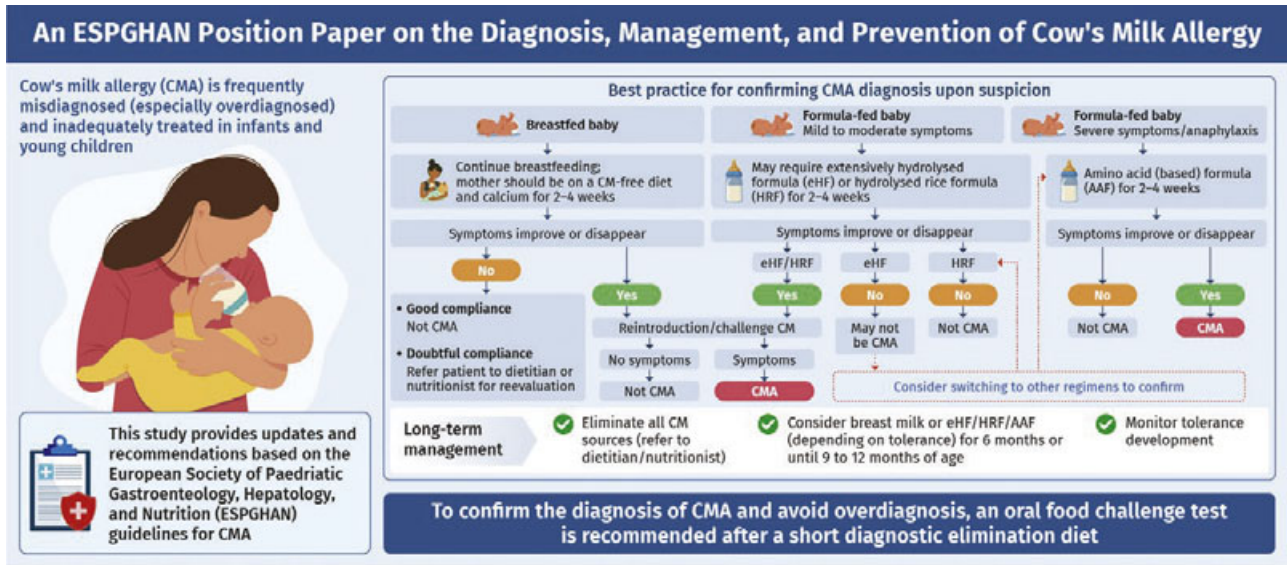 An ESPGHAN Position Paper on the Diagnosis, Management, and Prevention of Cow's Milk Allergy
Cow's milk allergy (CMA) is frequently
misdiagnosed (especially overdiagnosed)
and inadequately treated in infants and
young children
This study provides updates and
recommendations based on the
European Society of Paedriatic
Gastroenteology, Hepatology,
and Nutrition (ESPGHAN)
guidelines for CMA
Best practice for confirming CMA diagnosis upon suspicion
Breastfed baby
Formula-fed baby
Mild to moderate symptoms
Formula-fed baby
Severe symptoms/anaphylaxis
Continue breastfeeding;
mother should be on a CM-free diet
and calcium for 2–4 weeks
May require extensively hydrolysed
formula (eHF) or hydrolysed rice formula
(HRF) for 2–4 weeks
Amino acid (based) formula
(AAF) for 2–4 weeks
Symptoms improve or disappear
Symptoms improve or disappear
Symptoms improve or disappear
eHF/HRF
eHF
HRF
No
Yes
Yes
No
No
No
Yes
• Good compliance
Not CMA
• Doubtful compliance
Refer patient to dietitian or
nutritionist for reevaluation
Reintroduction/challenge CM
May not
be CMA
Not CMA
Not CMA
CMA
No symptoms
Symptoms
Not CMA
CMA
Consider switching to other regimens to confirm
Long-term
management
Eliminate all CM
sources (refer to
dietitian/nutritionist)
Consider breast milk or eHF/HRF/AAF
(depending on tolerance) for 6 months or
until 9 to 12 months of age
Monitor tolerance
development
To confirm the diagnosis of CMA and avoid overdiagnosis, an oral food challenge test
is recommended after a short diagnostic elimination diet